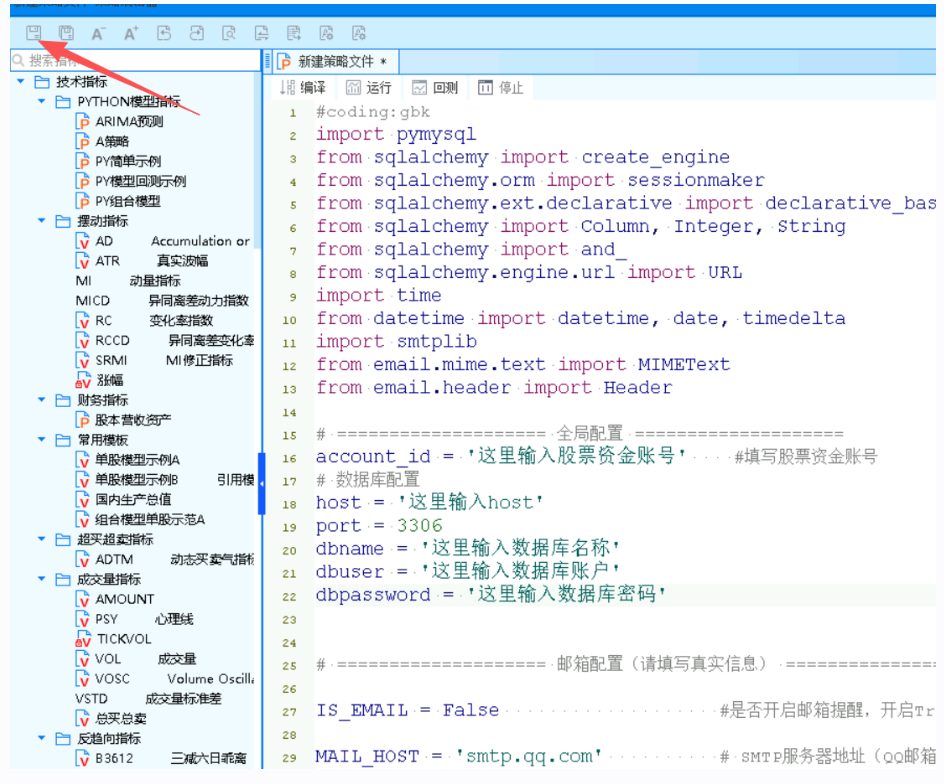 搜索指标
技术指标
PYTHON模型指标
ARIMA预测
A策略
PY简单示例
PY模型回测示例
PY组合模型
摆动指标
AD Accumulation or
ATR 真实波幅
MI 动量指标
MICD 异同离差动力指数
RC 变化率指数
RCCD 异同离差变化率
SRMI MI修正指标
涨幅
财务指标
股本营收资产
常用模板
单股模型示例A
单股模型示例B 引用模
国内生产总值
组合模型单股示范A
超买超卖指标
ADTM 动态买卖气指标
成交量指标
AMOUNT
PSY 心理线
TICKVOL
VOL 成交量
VOSC Volume Oscilla
VSTD 成交量标准差
总买总卖
反趋向指标
B3612 三减六日乖离
新建策略文件 *
编译 运行 回测 停止
1 #coding:gbk
2 import pymysql
3 from sqlalchemy import create_engine
4 from sqlalchemy.orm import sessionmaker
5 from sqlalchemy.ext.declarative import declarative_bas
6 from sqlalchemy import Column, Integer, String
7 from sqlalchemy import and_
8 from sqlalchemy.engine.url import URL
9 import time
10 from datetime import datetime, date, timedelta
11 import smtplib
12 from email.mime.text import MIMEText
13 from email.header import Header
14
15 # ==================== 全局配置 ====================
16 account_id = '这里输入股票资金账号' #填写股票资金账号
17 # 数据库配置
18 host = '这里输入host'
19 port = 3306
20 dbname = '这里输入数据库名称'
21 dbuser = '这里输入数据库账户'
22 dbpassword = '这里输入数据库密码'
23
24
25 # ==================== 邮箱配置（请填写真实信息） ===============
26
27 IS_EMAIL = False #是否开启邮箱提醒，开启Tr
28
29 MAIL_HOST = 'smtp.qq.com' # SMTP服务器地址（QQ邮箱